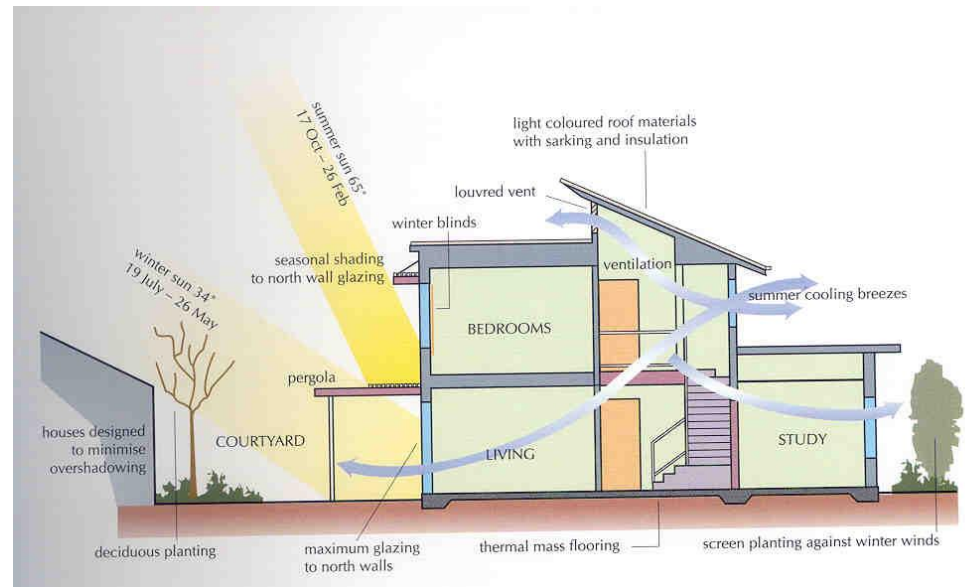 summer sun 65°
17 Oct – 26 Feb
light coloured roof materials
with sarking and insulation
louvred vent
winter blinds
winter sun 34°
19 July – 26 May
seasonal shading
to north wall glazing
ventilation
summer cooling breezes
BEDROOMS
pergola
houses designed
to minimise
overshadowing
COURTYARD
LIVING
STUDY
deciduous planting
maximum glazing
to north walls
thermal mass flooring
screen planting against winter winds